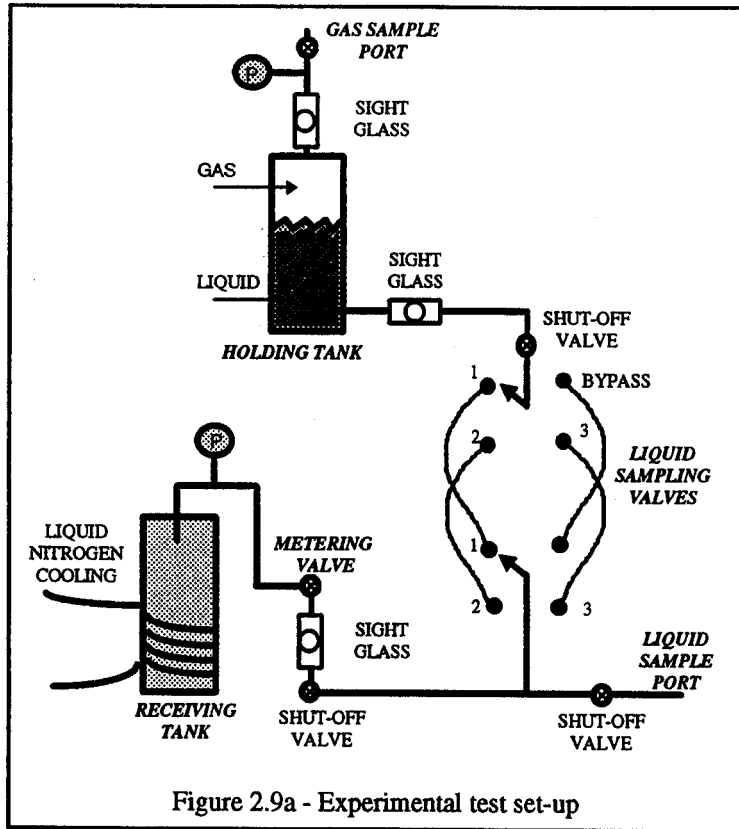 GAS SAMPLE
PORT
P
SIGHT
GLASS
GAS
LIQUID
SIGHT
GLASS
HOLDING TANK
SHUT-OFF
VALVE
1
BYPASS
2
3
LIQUID
SAMPLING
VALVES
P
LIQUID
NITROGEN
COOLING
METERING
VALVE
1
SIGHT
GLASS
2
3
LIQUID
SAMPLE
PORT
RECEIVING
TANK
SHUT-OFF
VALVE
SHUT-OFF
VALVE
Figure 2.9a - Experimental test set-up